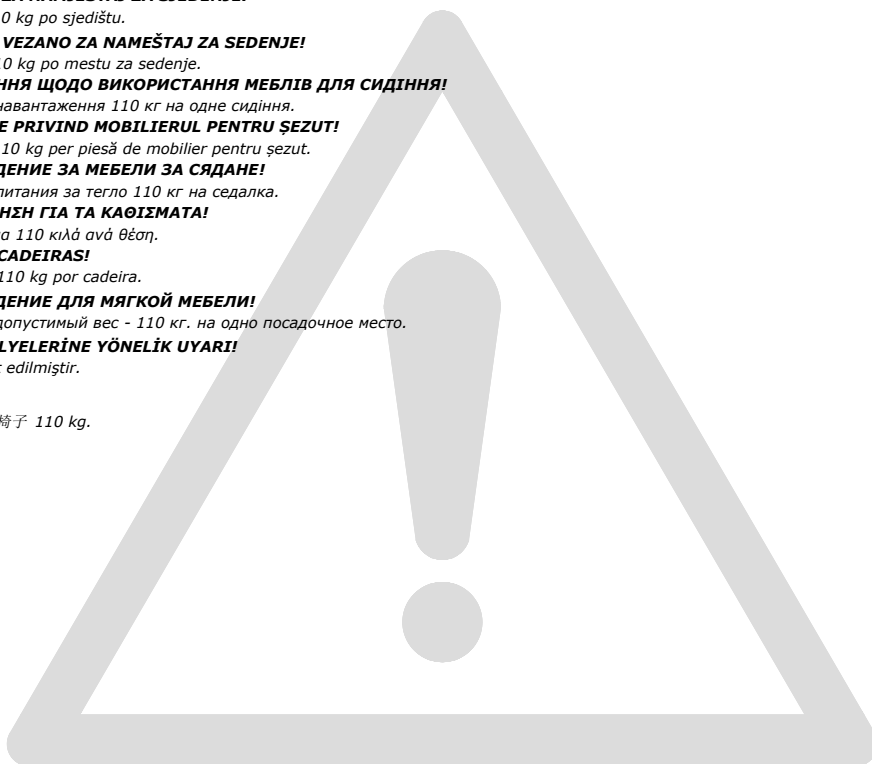 0 kg po sjedištu.
VEZANO ZA NAMEŠTAJ ZA SEDENJE!
10 kg po mestu za sedenje.
ННЯ ЩОДО ВИКОРИСТАННЯ МЕБЛІВ ДЛЯ СИДІННЯ!
навантаження 110 кг на одне сидіння.
E PRIVIND MOBILIERUL PENTRU ȘEZUT!
110 kg per piesă de mobilier pentru șezut.
ДЕНИЕ ЗА МЕБЕЛИ ЗА СЯДАНЕ!
питания за тегло 110 кг на седалка.
ΗΣΗ ΓΙΑ ΤΑ ΚΑΘΙΣΜΑΤΑ!
α 110 κιλά ανά θέση.
CADEIRAS!
110 kg por cadeira.
ДЕНИЕ ДЛЯ МЯГКОЙ МЕБЕЛИ!
допустимый вес - 110 кг. на одно посадочное место.
LYELERİNE YÖNELİK UYARI!
edilmiştir.
椅子 110 kg.